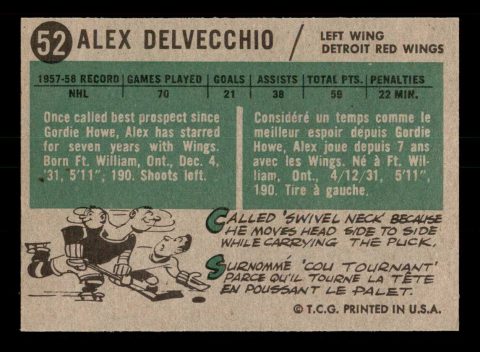 52 ALEX DELVECCHIO / LEFT WING
DETROIT RED WINGS
1957-58 RECORD GAMES PLAYED GOALS ASSISTS TOTAL PTS. PENALTIES
NHL 70 21 38 59 22 MIN.
Once called best prospect since
Gordie Howe, Alex has starred
for seven years with Wings.
Born Ft. William, Ont., Dec. 4,
'31, 5'11", 190. Shoots left.
Considéré un temps comme le
meilleur espoir depuis Gordie
Howe, Alex joue depuis 7 ans
avec les Wings. Né à Ft. Wil-
liam, Ont., 4/12/31, 5'11",
190. Tire à gauche.
CALLED 'SWIVEL NECK' BECAUSE
HE MOVES HEAD SIDE TO SIDE
WHILE CARRYING THE PUCK.
SURNOMMÉ 'COU TOURNANT'
PARCE QU'IL TOURNE LA TÊTE
EN POUSSANT LE PALET.
© T.C.G. PRINTED IN U.S.A.